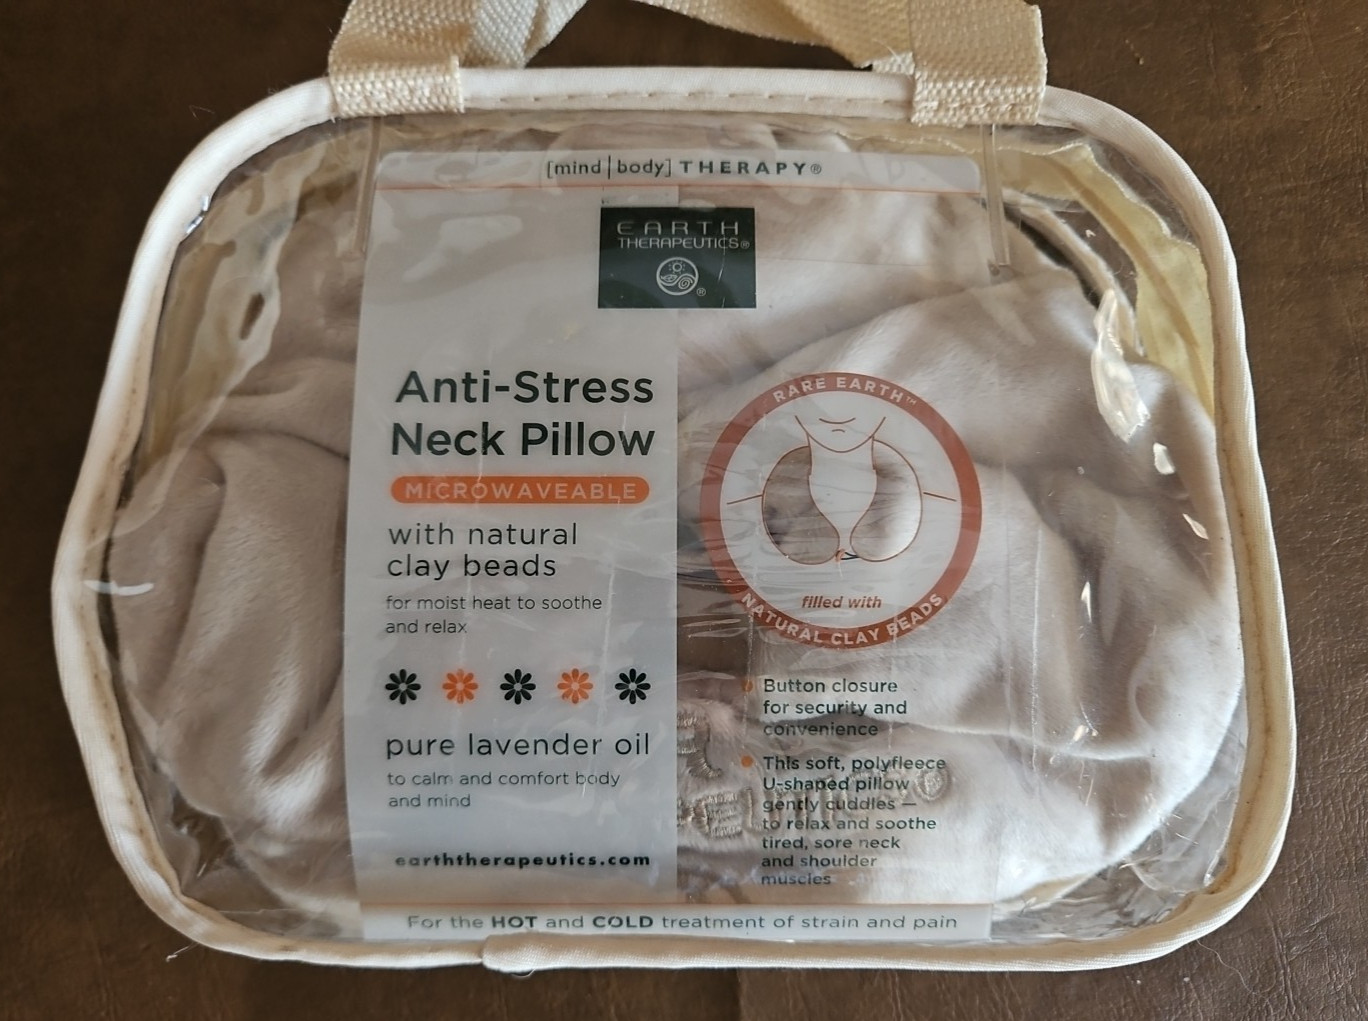 [mind|body] THERAPY®
EARTH
THERAPEUTICS®
®
Anti-Stress
Neck Pillow
MICROWAVEABLE
with natural
clay beads
for moist heat to soothe
and relax
pure lavender oil
to calm and comfort body
and mind
earththerapeutics.com
RARE EARTH™
filled with
NATURAL CLAY BEADS
Button closure
for security and
convenience
This soft, polyfleece
U-shaped pillow
gently cuddles —
to relax and soothe
tired, sore neck
and shoulder
muscles
For the HOT and COLD treatment of strain and pain